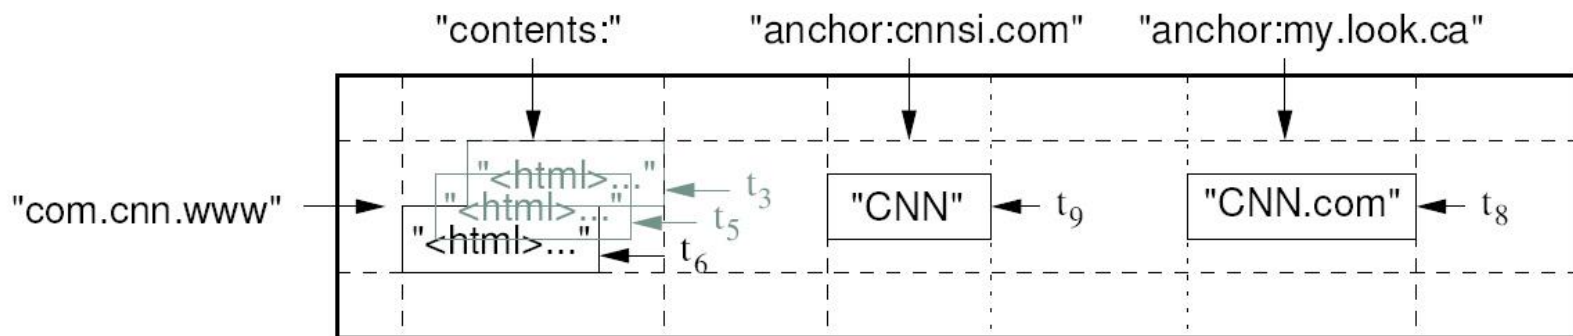 "contents:" "anchor:cnnsi.com" "anchor:my.look.ca"
"<html>..." t3
"com.cnn.www" "<html>..." t5 "CNN" t9 "CNN.com" t8
"<html>..." t6